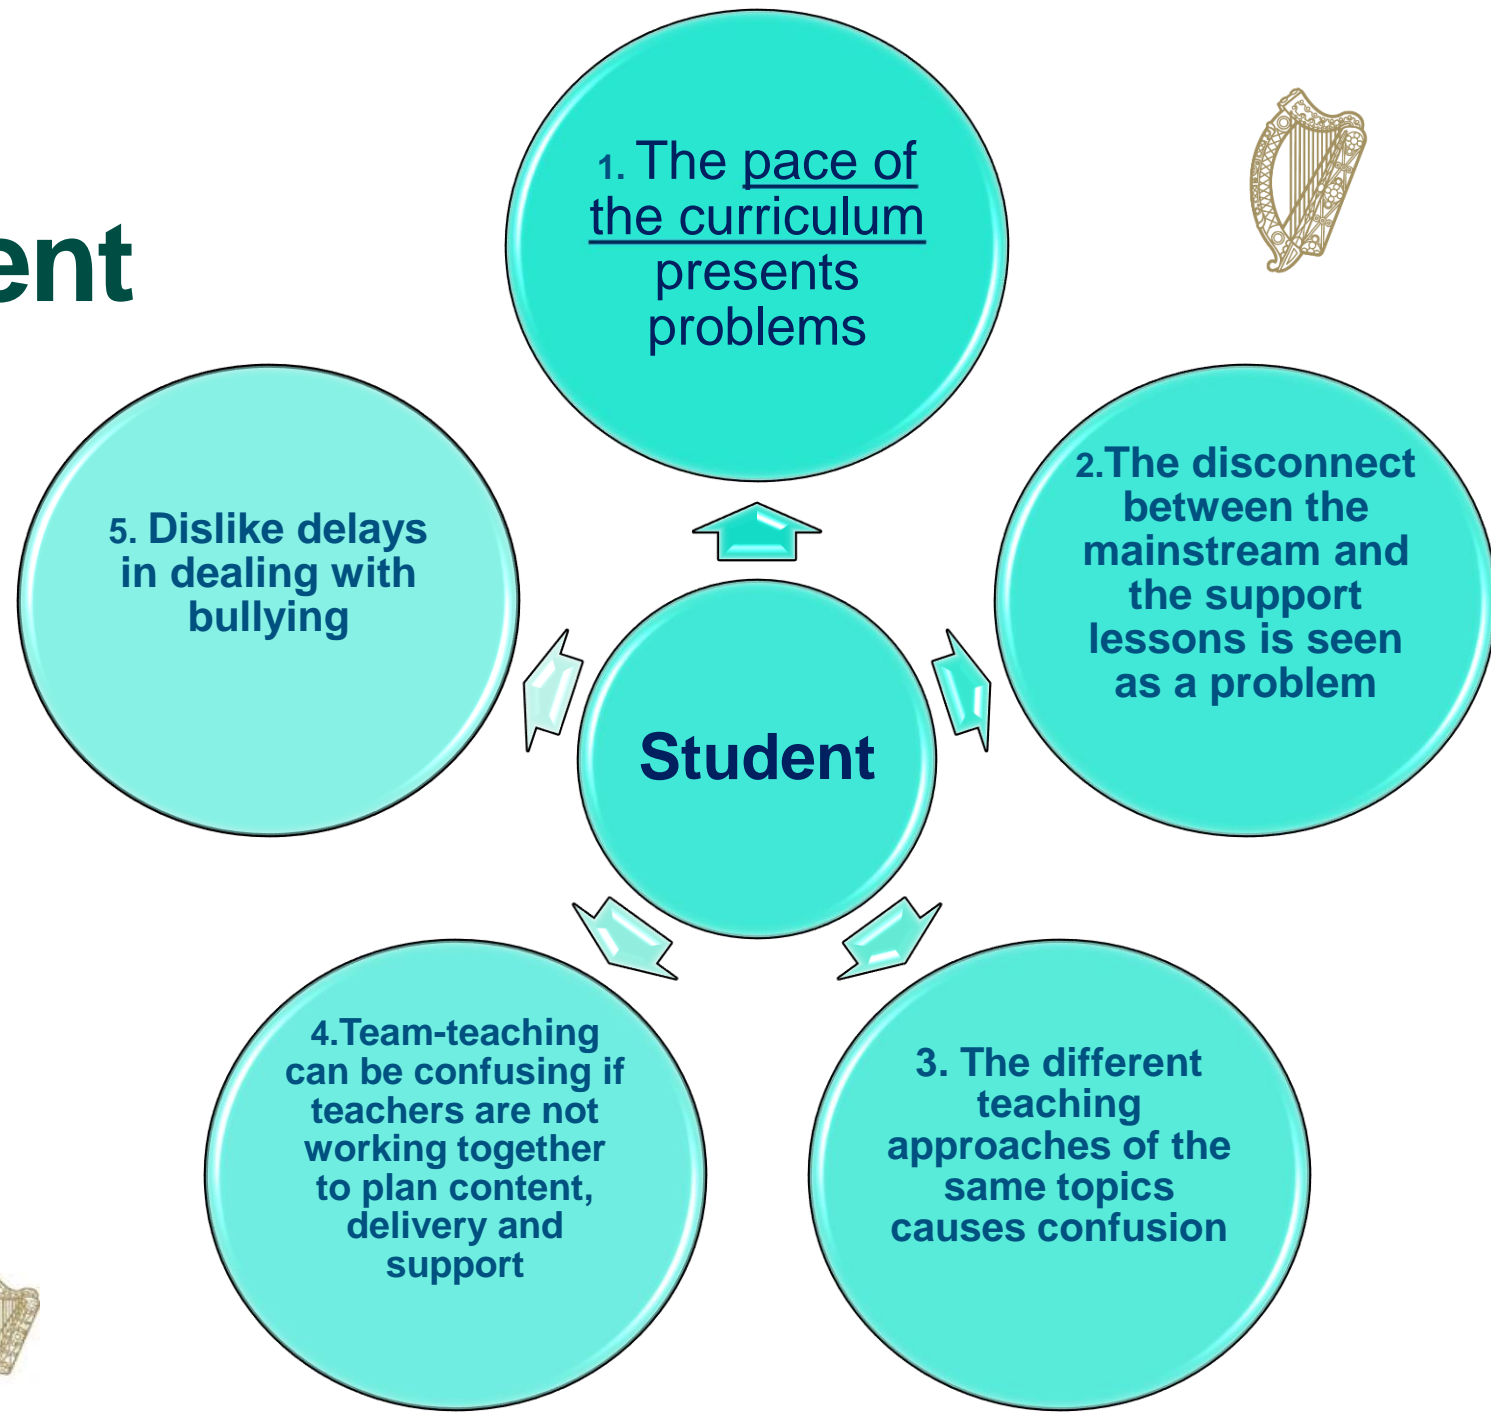 ent
1. The pace of
the curriculum
presents
problems
2.The disconnect
between the
mainstream and
the support
lessons is seen
as a problem
3. The different
teaching
approaches of the
same topics
causes confusion
4.Team-teaching
can be confusing if
teachers are not
working together
to plan content,
delivery and
support
5. Dislike delays
in dealing with
bullying
Student